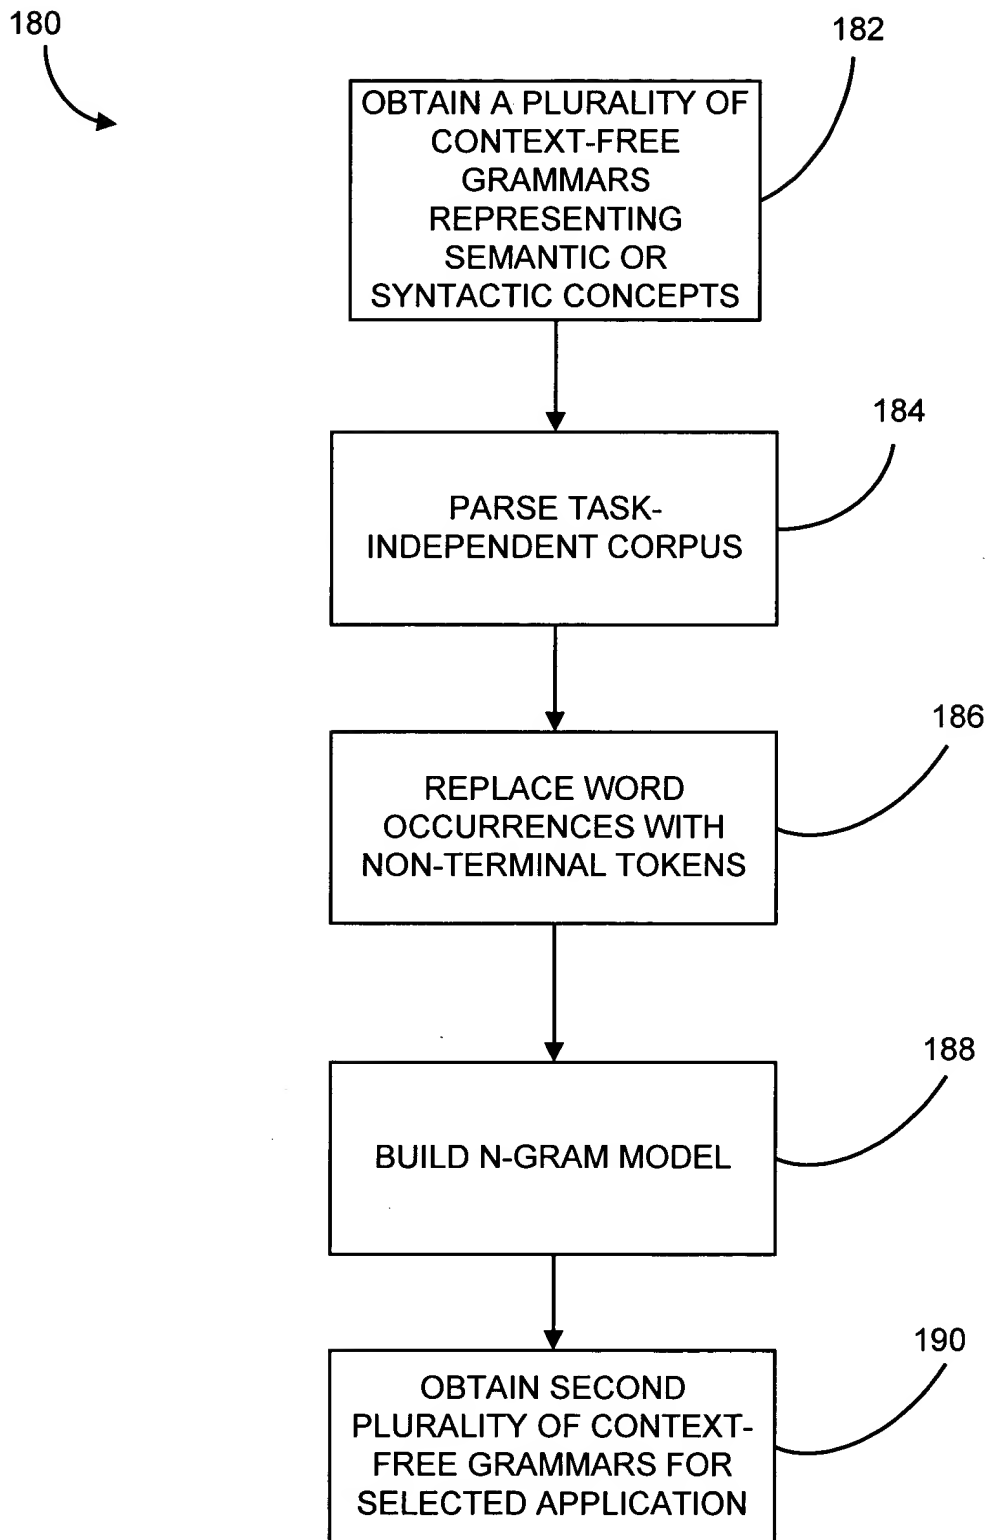 180
182
OBTAIN A PLURALITY OF
CONTEXT-FREE
GRAMMARS
REPRESENTING
SEMANTIC OR
SYNTACTIC CONCEPTS
184
PARSE TASK-
INDEPENDENT CORPUS
186
REPLACE WORD
OCCURRENCES WITH
NON-TERMINAL TOKENS
188
BUILD N-GRAM MODEL
190
OBTAIN SECOND
PLURALITY OF CONTEXT-
FREE GRAMMARS FOR
SELECTED APPLICATION